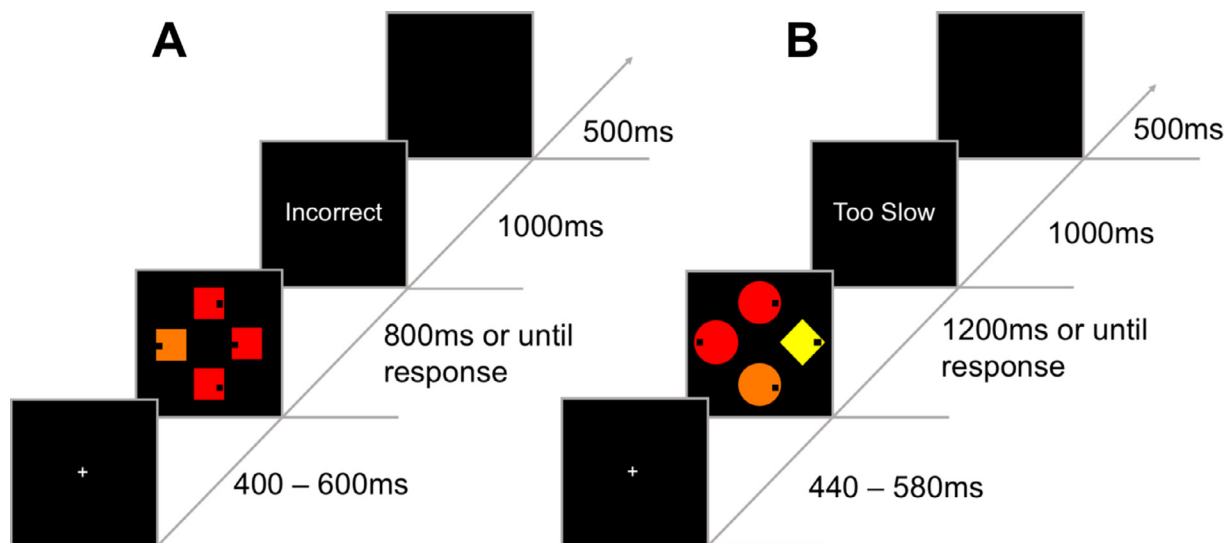 A
500ms
Incorrect
1000ms
800ms or until
response
+
400 – 600ms
B
500ms
Too Slow
1000ms
1200ms or until
response
+
440 – 580ms